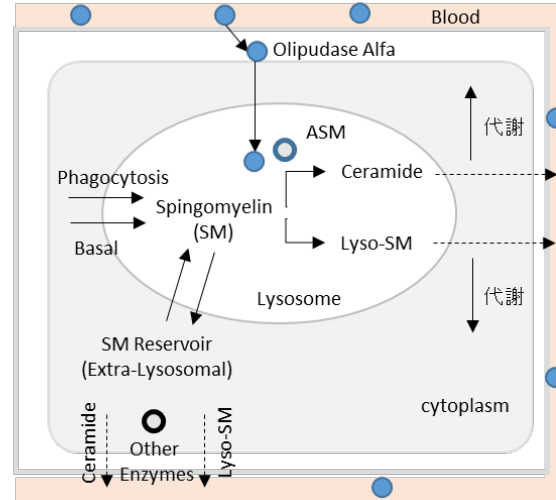 Blood
Olipudase Alfa
ASM
代謝
Phagocytosis
Ceramide
Spingomyelin
(SM)
Basal
Lyso-SM
Lysosome
代謝
SM Reservoir
(Extra-Lysosomal)
cytoplasm
Ceramide
Other
Enzymes
Lyso-SM